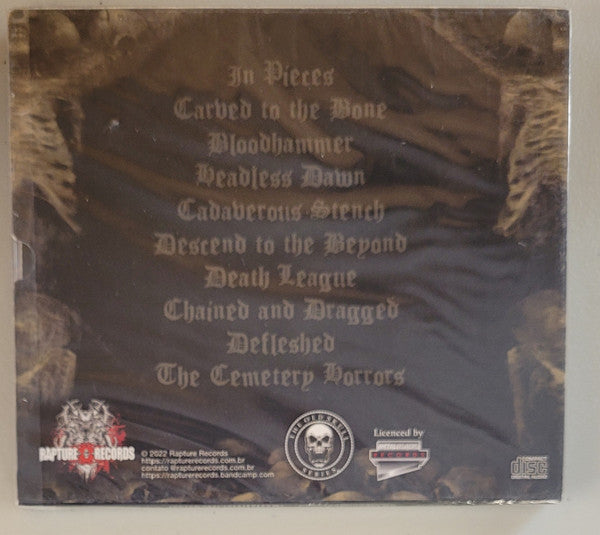 In Pieces
Carved to the Bone
Bloodhammer
Headless Dawn
Cadaverous Stench
Descend to the Beyond
Death League
Chained and Dragged
Defleshed
The Cemetery Horrors
RAPTURE RECORDS
© 2022 Rapture Records
https://rapturerecords.com.br
contato @rapturerecords.com.br
https://rapturerecords.bandcamp.com
THE OLD SKULL
SERIES
Licenced by
RECORDS
disc
DIGITAL AUDIO